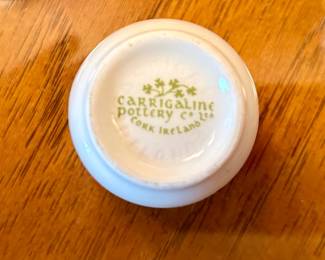 CARRIGALINE
POTTERY Co LTD
CORK IRELAND